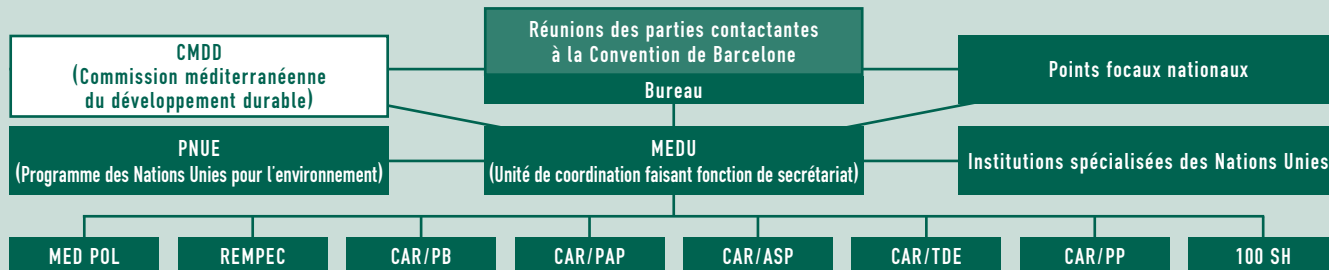 CMDD
(Commission méditerranéenne
du développement durable)
Réunions des parties contactantes
à la Convention de Barcelone
Bureau
Points focaux nationaux
PNUE
(Programme des Nations Unies pour l'environnement)
MEDU
(Unité de coordination faisant fonction de secrétariat)
Institutions spécialisées des Nations Unies
MED POL
REMPEC
CAR/PB
CAR/PAP
CAR/ASP
CAR/TDE
CAR/PP
100 SH